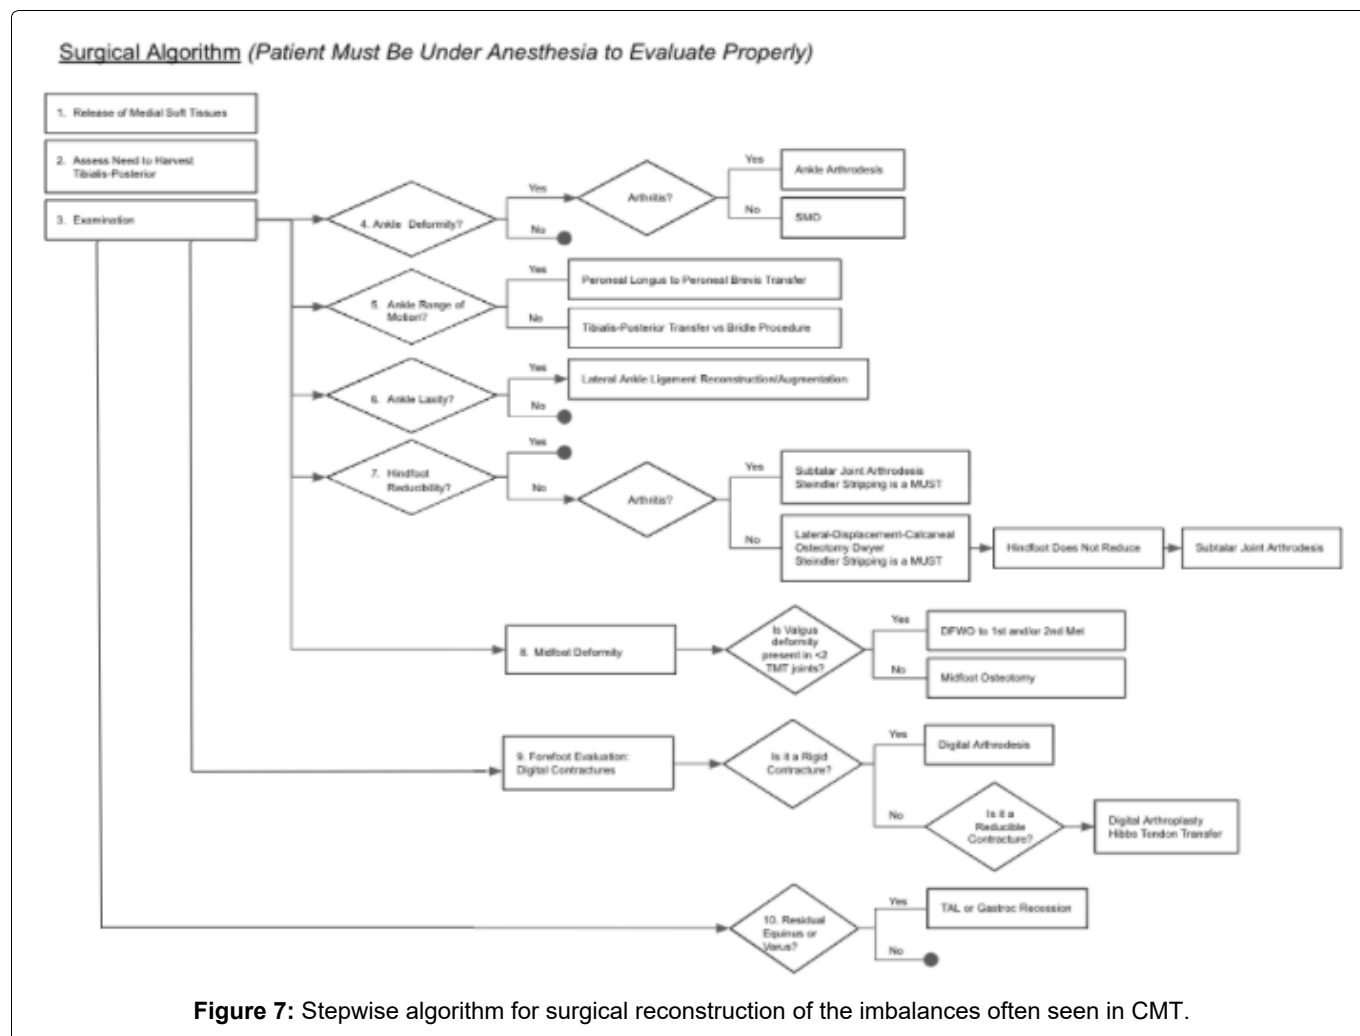 Surgical Algorithm (Patient Must Be Under Anesthesia to Evaluate Properly)
1. Release of Medial Soft Tissues
2. Assess Need to Harvest
Tibialis-Posterior
3. Examination
4. Ankle Deformity?
Yes
No
Arthritis?
Yes
Ankle Arthrodesis
No
SMO
5. Ankle Range of
Motion?
Yes
Peroneal Longus to Peroneal Brevis Transfer
No
Tibialis-Posterior Transfer vs Bridle Procedure
6. Ankle Laxity?
Yes
Lateral Ankle Ligament Reconstruction/Augmentation
No
7. Hindfoot
Reducibility?
Yes
No
Arthritis?
Yes
Subtalar Joint Arthrodesis
Steindler Stripping is a MUST
No
Lateral-Displacement-Calcaneal
Osteotomy Dwyer
Steindler Stripping is a MUST
Hindfoot Does Not Reduce
Subtalar Joint Arthrodesis
8. Midfoot Deformity
Is Valgus
deformity
present in <2
TMT joints?
Yes
DFWO to 1st and/or 2nd Met
No
Midfoot Osteotomy
9. Forefoot Evaluation:
Digital Contractures
Is it a Rigid
Contracture?
Yes
Digital Arthrodesis
No
Is it a
Reducible
Contracture?
Digital Arthroplasty
Hibbs Tendon Transfer
10. Residual
Equinus or
Varus?
Yes
TAL or Gastroc Recession
No
Figure 7: Stepwise algorithm for surgical reconstruction of the imbalances often seen in CMT.